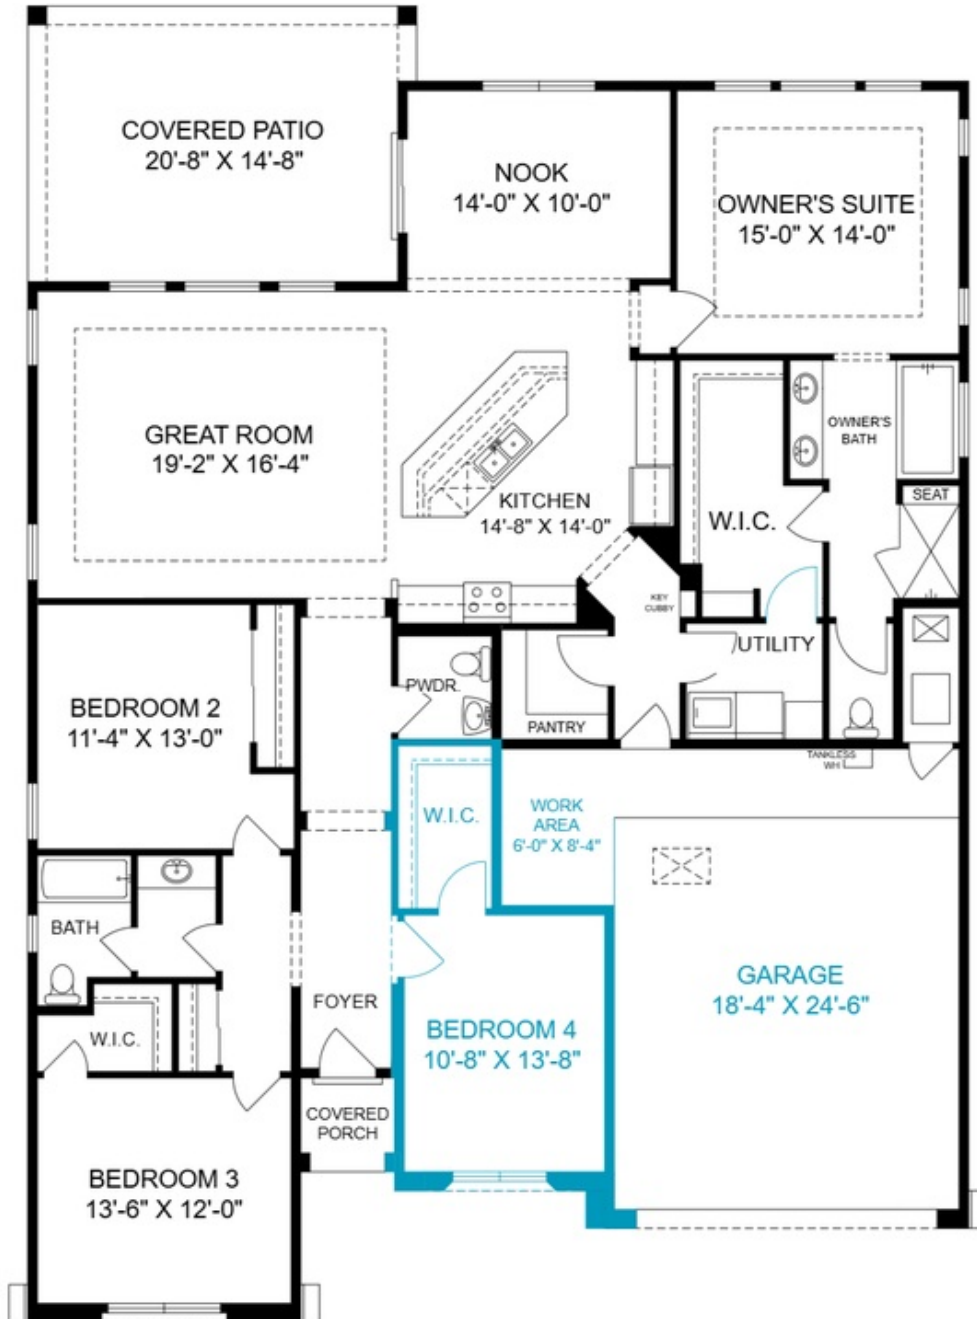 COVERED PATIO
20'-8" X 14'-8"
NOOK
14'-0" X 10'-0"
OWNER'S SUITE
15'-0" X 14'-0"
GREAT ROOM
19'-2" X 16'-4"
KITCHEN
14'-8" X 14'-0"
OWNER'S
BATH
SEAT
W.I.C.
KEY
CUBBY
UTILITY
PWDR.
PANTRY
BEDROOM 2
11'-4" X 13'-0"
TANKLESS
WH
W.I.C.
WORK
AREA
6'-0" X 8'-4"
BATH
FOYER
W.I.C.
GARAGE
18'-4" X 24'-6"
BEDROOM 4
10'-8" X 13'-8"
COVERED
PORCH
BEDROOM 3
13'-6" X 12'-0"